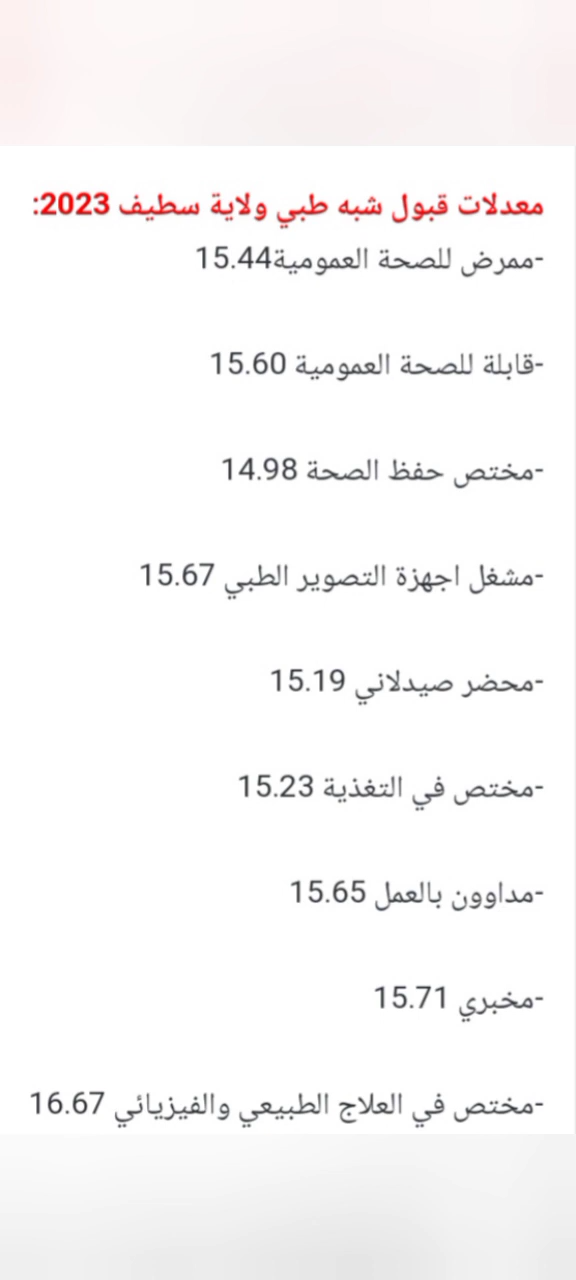 معدلات قبول شبه طبي ولاية سطيف 2023:
-ممرض للصحة العمومية15.44
-قابلة للصحة العمومية 15.60
-مختص حفظ الصحة 14.98
-مشغل اجهزة التصوير الطبي 15.67
-محضر صيدلاني 15.19
-مختص في التغذية 15.23
-مداوون بالعمل 15.65
-مخبري 15.71
-مختص في العلاج الطبيعي والفيزيائي 16.67